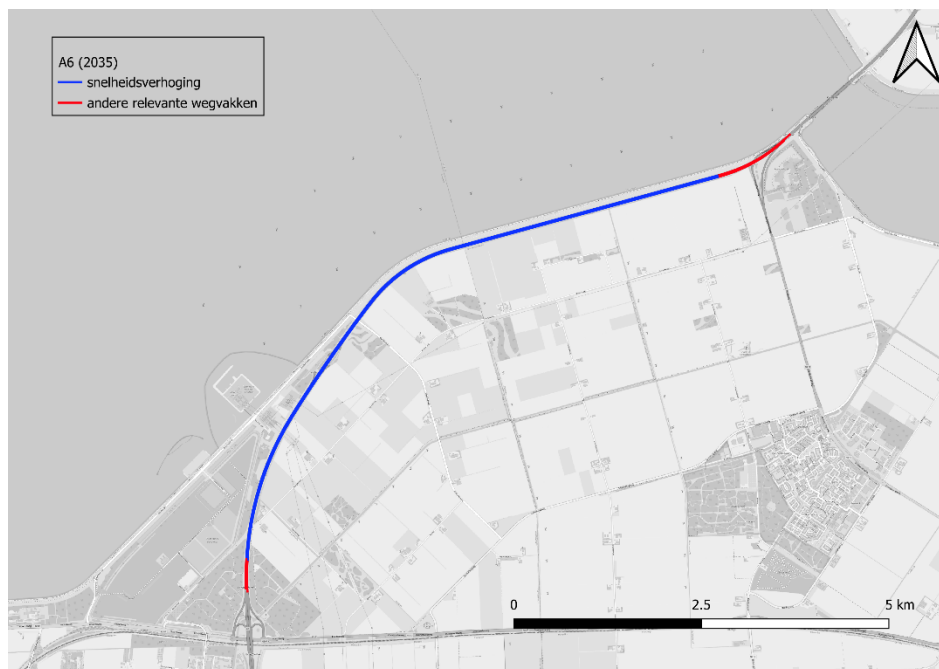 A6 (2035)
snelheidsverhoging
andere relevante wegvakken
0
2.5
5 km